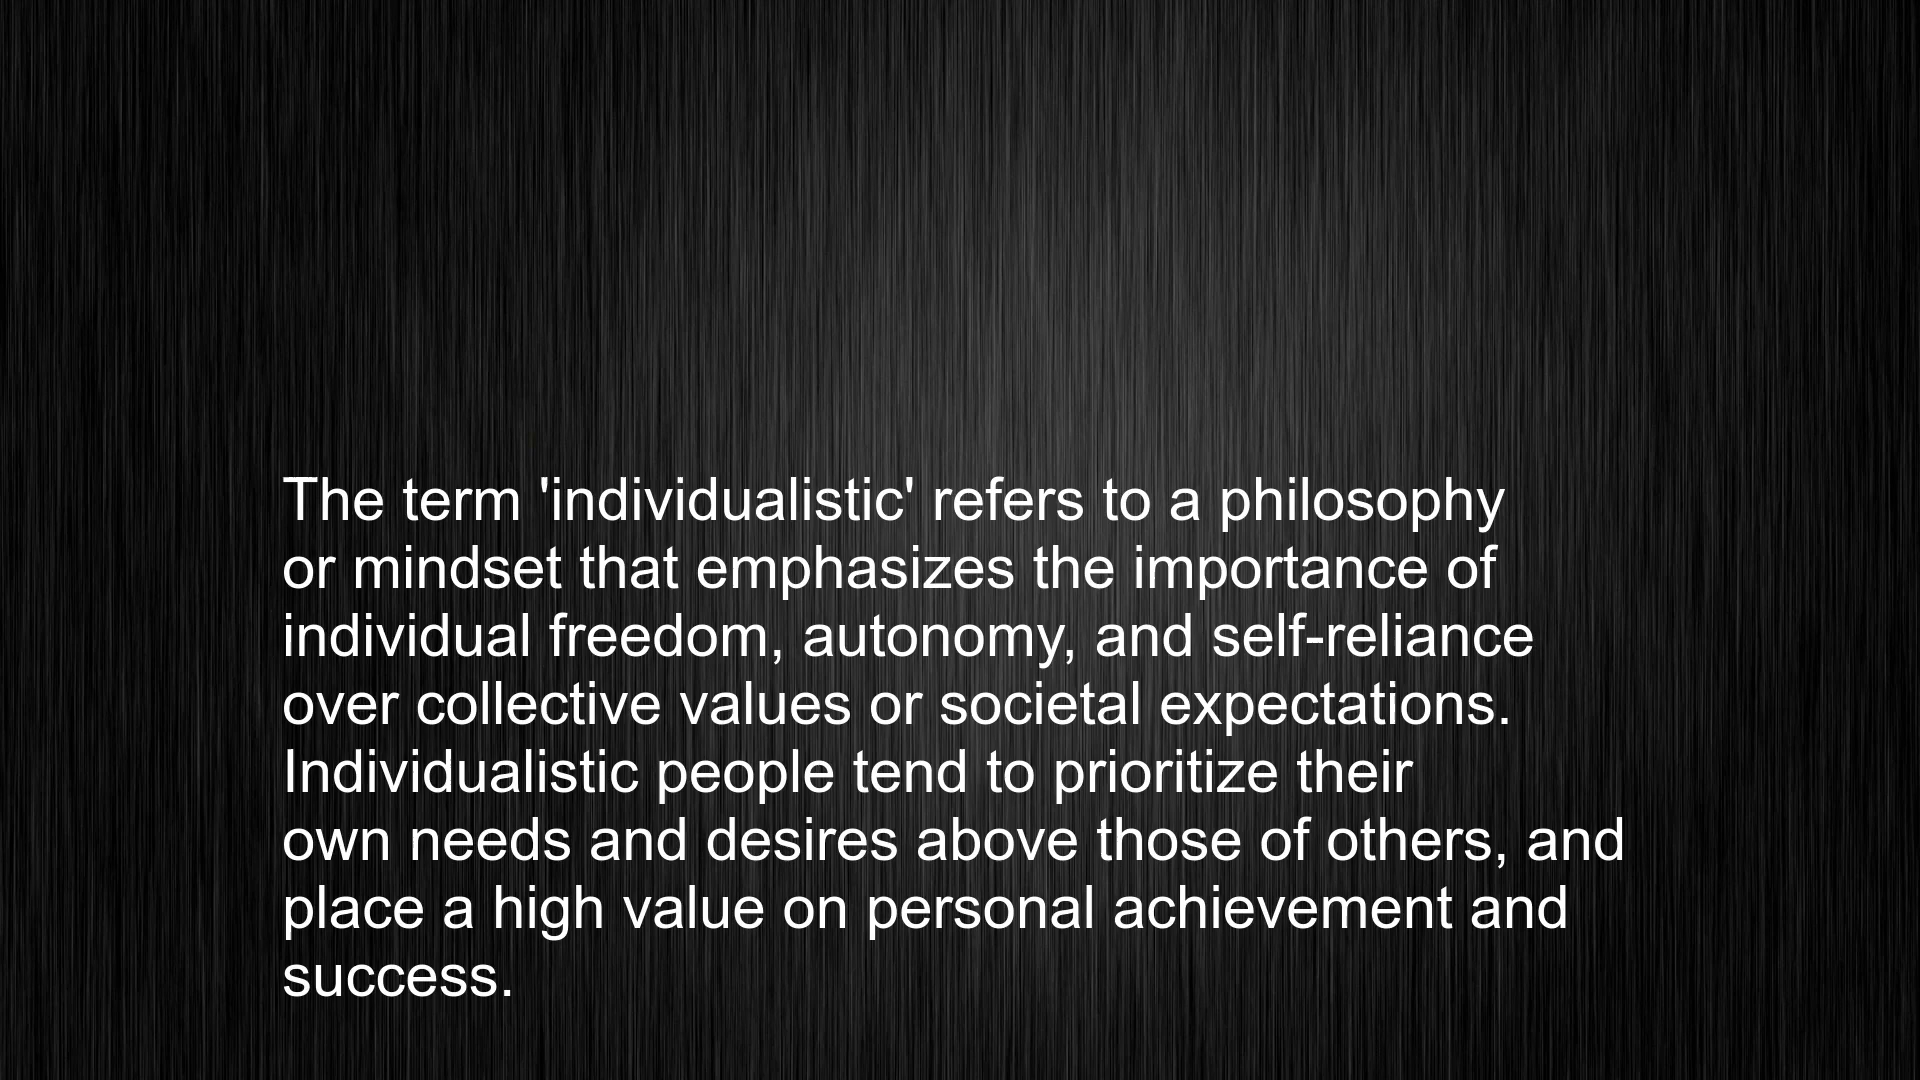 The term 'individualistic' refers to a philosophy
or mindset that emphasizes the importance of
individual freedom, autonomy, and self-reliance
over collective values or societal expectations.
Individualistic people tend to prioritize their
own needs and desires above those of others, and
place a high value on personal achievement and
success.